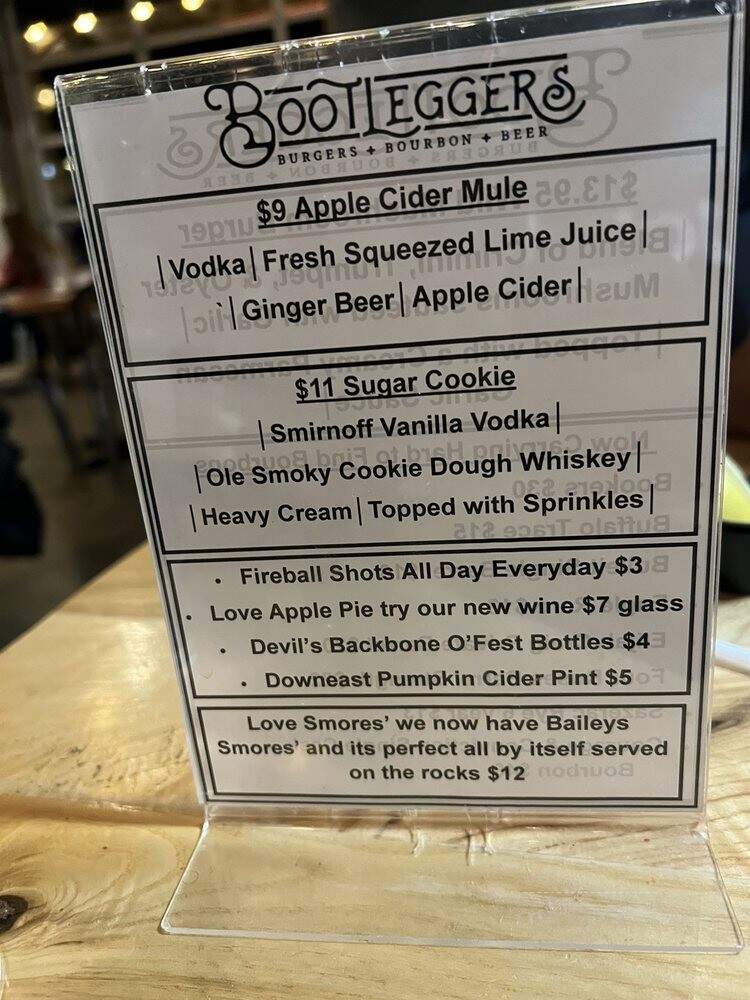 BOOTLEGGERS
BURGERS + BOURBON + BEER
$9 Apple Cider Mule
|Vodka| Fresh Squeezed Lime Juice|
`| Ginger Beer| Apple Cider|
$11 Sugar Cookie
|Smirnoff Vanilla Vodka|
|Ole Smoky Cookie Dough Whiskey|
|Heavy Cream| Topped with Sprinkles|
• Fireball Shots All Day Everyday $3
• Love Apple Pie try our new wine $7 glass
• Devil's Backbone O'Fest Bottles $4
• Downeast Pumpkin Cider Pint $5
Love Smores' we now have Baileys
Smores' and its perfect all by itself served
on the rocks $12